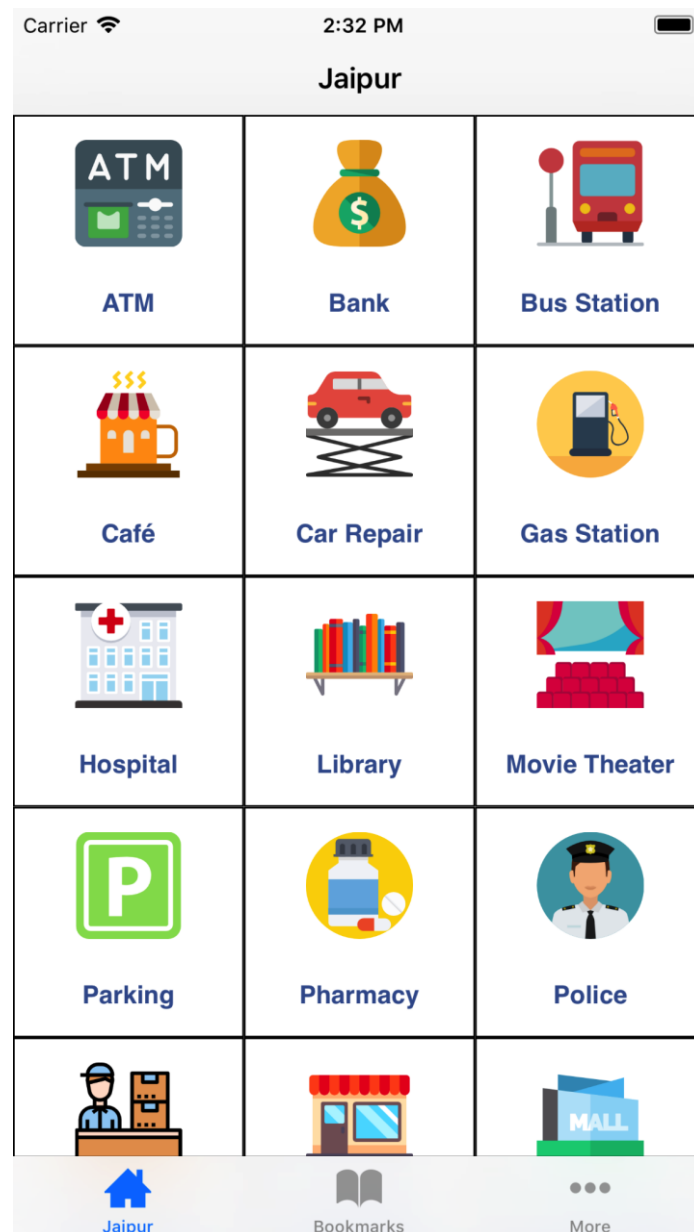 Carrier 2:32 PM
Jaipur
ATM
$
ATM Bank Bus Station
Café Car Repair Gas Station
Hospital Library Movie Theater
P
Parking Pharmacy Police
MALL
Jaipur Bookmarks More